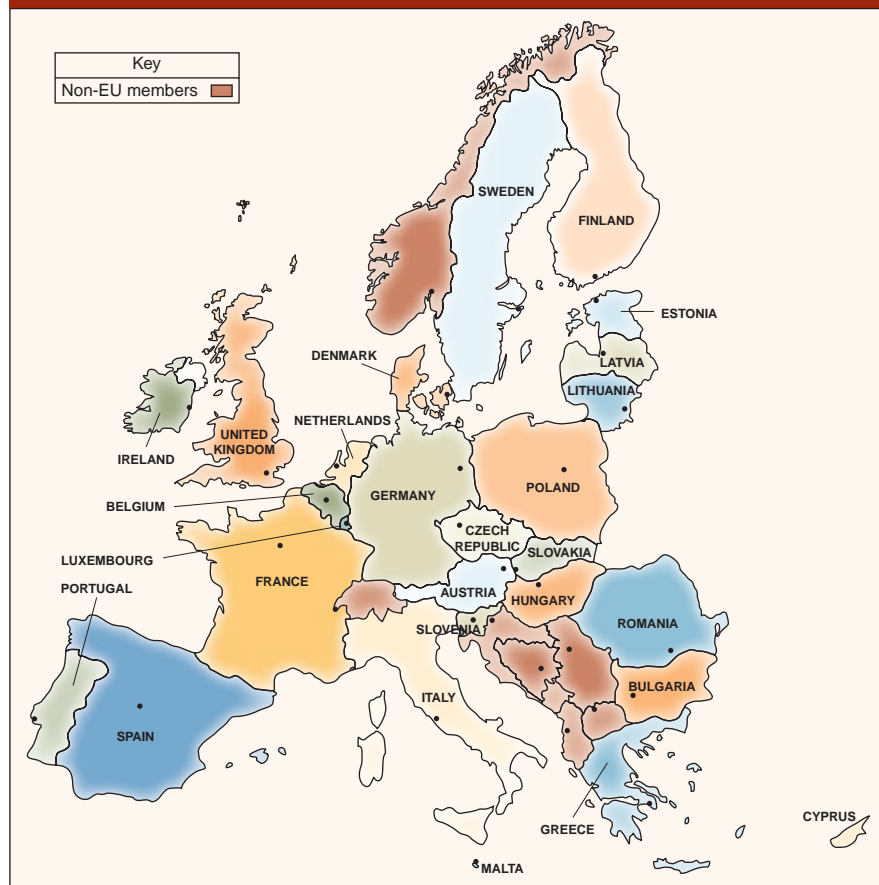 Key
Non-EU members
SWEDEN
FINLAND
ESTONIA
DENMARK
LATVIA
LITHUANIA
NETHERLANDS
UNITED
KINGDOM
IRELAND
BELGIUM
GERMANY
POLAND
CZECH
REPUBLIC
LUXEMBOURG
SLOVAKIA
FRANCE
PORTUGAL
AUSTRIA
HUNGARY
SLOVENIA
ROMANIA
BULGARIA
ITALY
SPAIN
CYPRUS
GREECE
MALTA